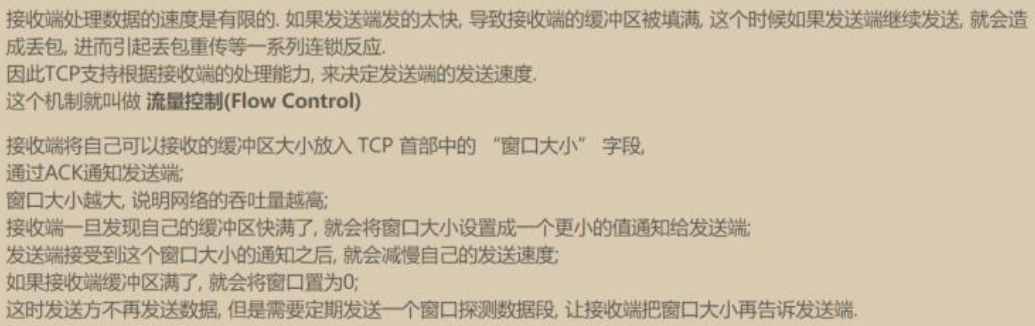 接收端处理数据的速度是有限的. 如果发送端发的太快, 导致接收端的缓冲区被填满, 这个时候如果发送端继续发送, 就会造
成丢包, 进而引起丢包重传等一系列连锁反应.
因此TCP支持根据接收端的处理能力, 来决定发送端的发送速度.
这个机制就叫做 流量控制(Flow Control)
接收端将自己可以接收的缓冲区大小放入 TCP 首部中的 “窗口大小” 字段,
通过ACK通知发送端;
窗口大小越大, 说明网络的吞吐量越高;
接收端一旦发现自己的缓冲区快满了, 就会将窗口大小设置成一个更小的值通知给发送端;
发送端接受到这个窗口大小的通知之后, 就会减慢自己的发送速度;
如果接收端缓冲区满了, 就会将窗口置为0;
这时发送方不再发送数据, 但是需要定期发送一个窗口探测数据段, 让接收端把窗口大小再告诉发送端.